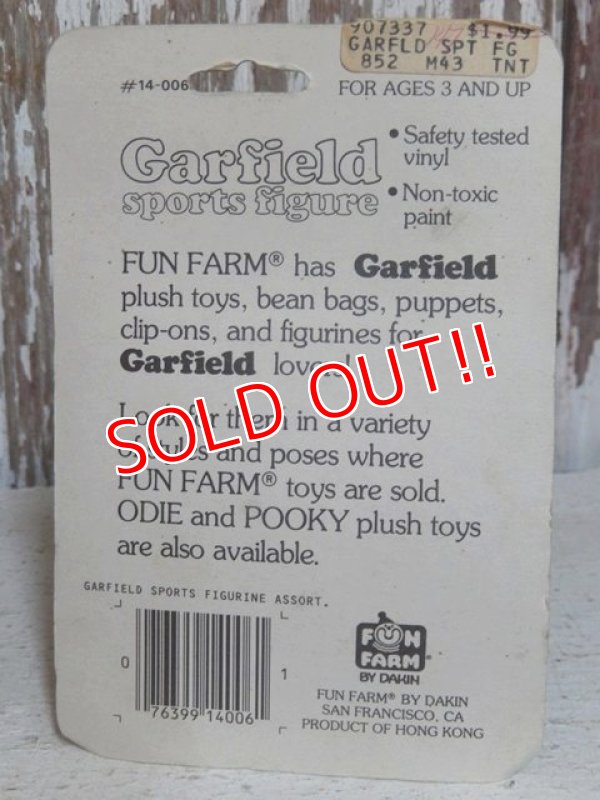 907337 $1.99
GARFLD SPT FG
852 M43 TNT
#14-006
FOR AGES 3 AND UP
Garfield
sports figure
• Safety tested
vinyl
• Non-toxic
paint
FUN FARM® has Garfield
plush toys, bean bags, puppets,
clip-ons, and figurines for
Garfield
SOLD OUT!!
in a variety
and poses where
FUN FARM® toys are sold.
ODIE and POOKY plush toys
are also available.
GARFIELD SPORTS FIGURINE ASSORT.
0 76399 14006 1
FUN
FARM
BY DAKIN
FUN FARM® BY DAKIN
SAN FRANCISCO, CA
PRODUCT OF HONG KONG